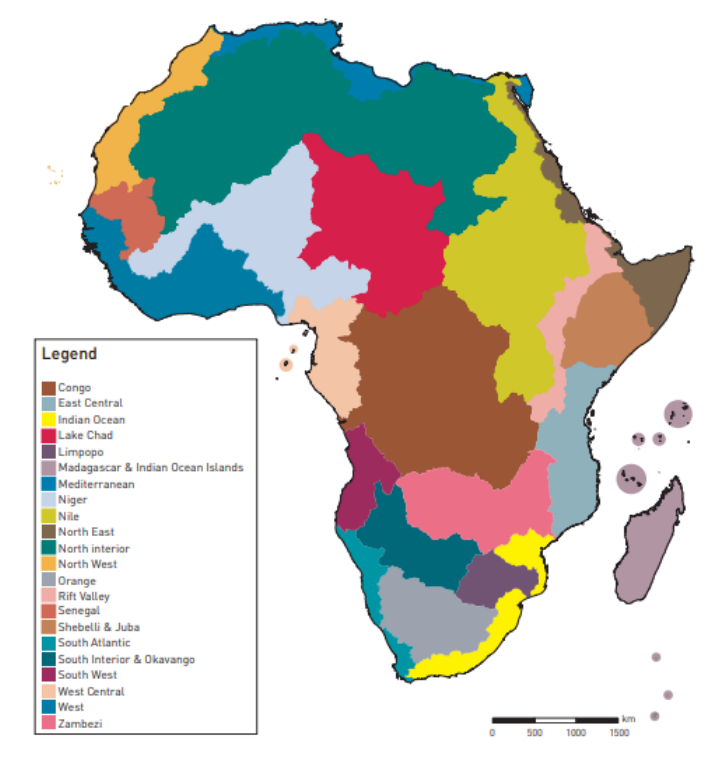 Legend
Congo
East Central
Indian Ocean
Lake Chad
Limpopo
Madagascar & Indian Ocean Islands
Mediterranean
Niger
Nile
North East
North interior
North West
Orange
Rift Valley
Senegal
Shebelli & Juba
South Atlantic
South Interior & Okavango
South West
West Central
West
Zambezi
km
0 500 1000 1500